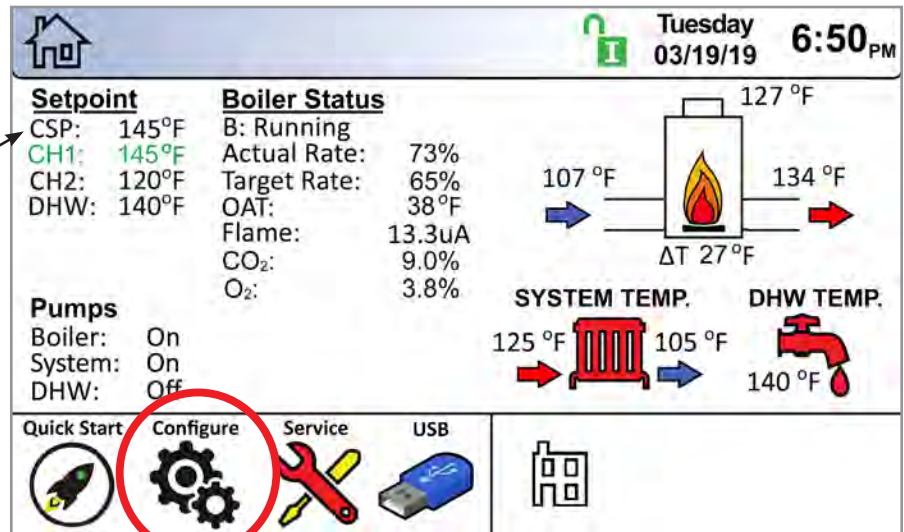 Tuesday
03/19/19
6:50 PM
Setpoint
CSP: 145°F
CH1: 145°F
CH2: 120°F
DHW: 140°F
Boiler Status
B: Running
Actual Rate: 73%
Target Rate: 65%
OAT: 38°F
Flame: 13.3uA
CO₂: 9.0%
O₂: 3.8%
127 °F
107 °F
134 °F
ΔT 27°F
Pumps
Boiler: On
System: On
DHW: Off
SYSTEM TEMP.
125 °F
105 °F
DHW TEMP.
140 °F
Quick Start
Configure
Service
USB